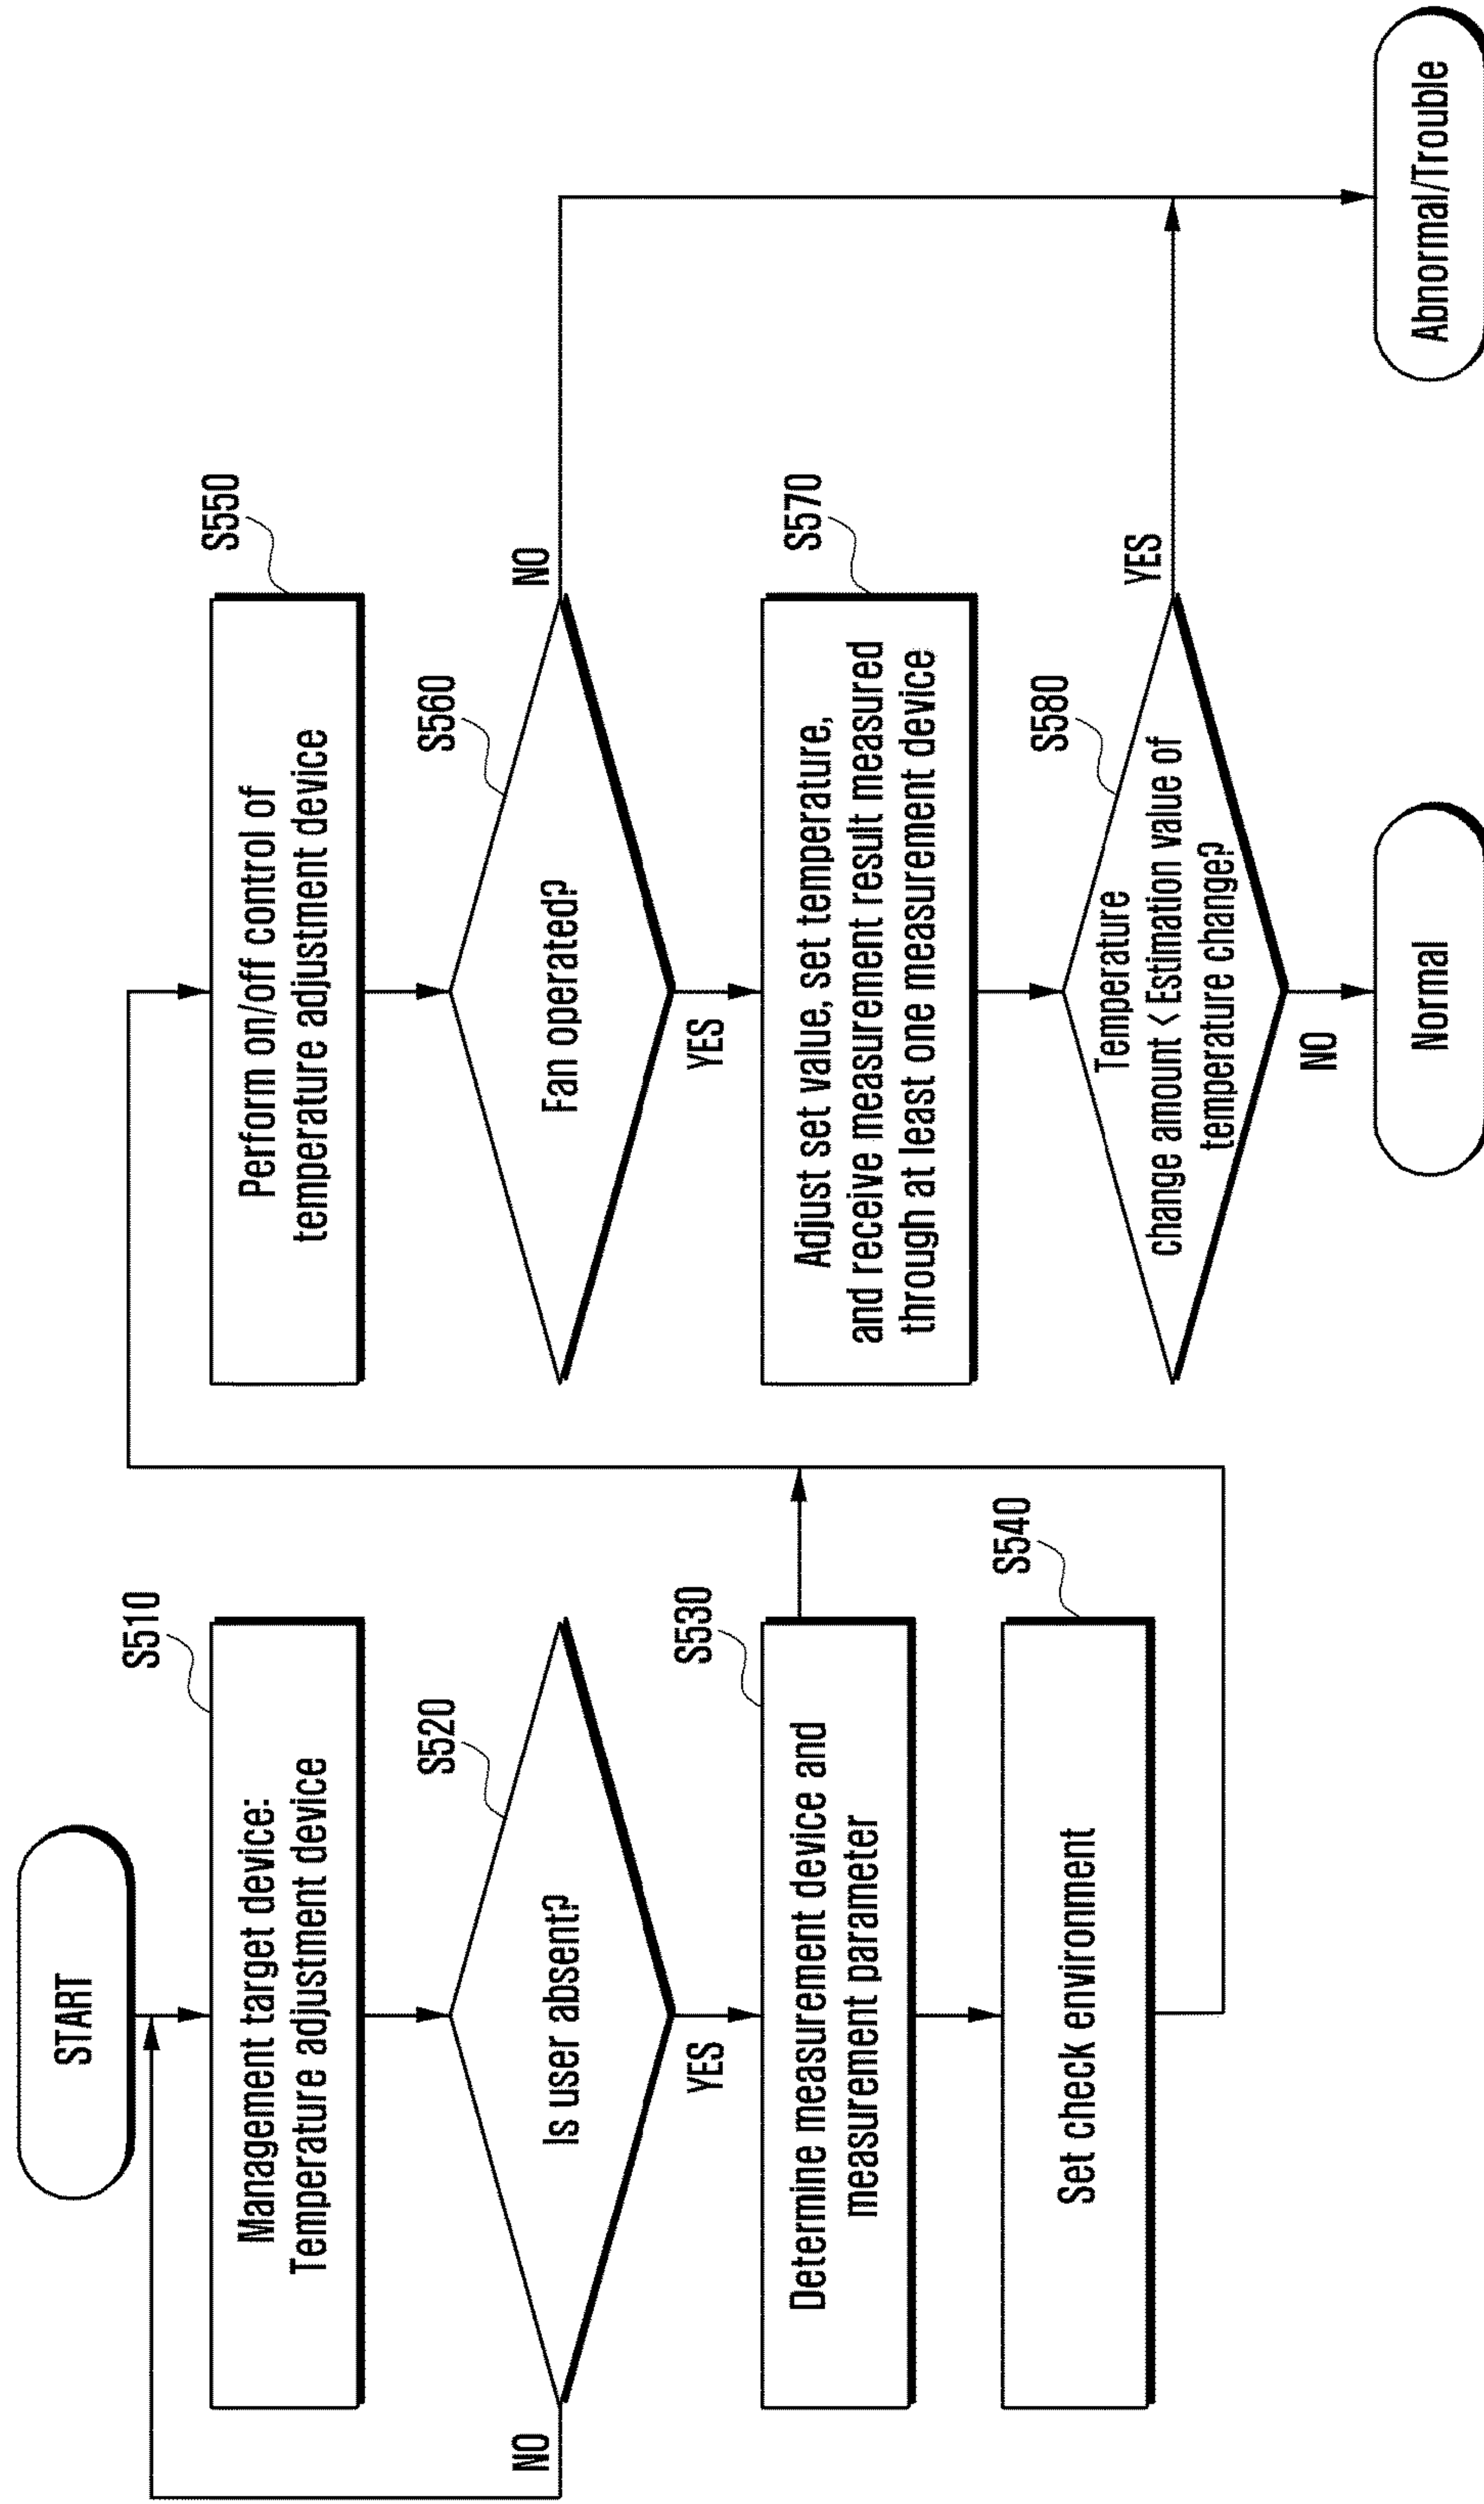 START
S510
Management target device:
Temperature adjustment device
S520
Is user absent?
NO
YES
S530
Determine measurement device and
measurement parameter
S540
Set check environment
S550
Perform on/off control of
temperature adjustment device
S560
Fan operated?
NO
YES
S570
Adjust set value, set temperature,
and receive measurement result measured
through at least one measurement device
S580
Temperature
change amount < Estimation value of
temperature change?
YES
NO
Normal
Abnormal/Trouble